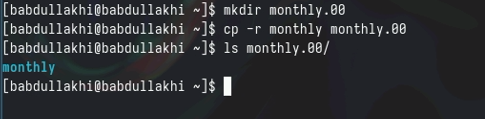 [babdullakhi@babdullakhi ~]$ mkdir monthly.00
[babdullakhi@babdullakhi ~]$ cp -r monthly monthly.00
[babdullakhi@babdullakhi ~]$ ls monthly.00/
monthly
[babdullakhi@babdullakhi ~]$